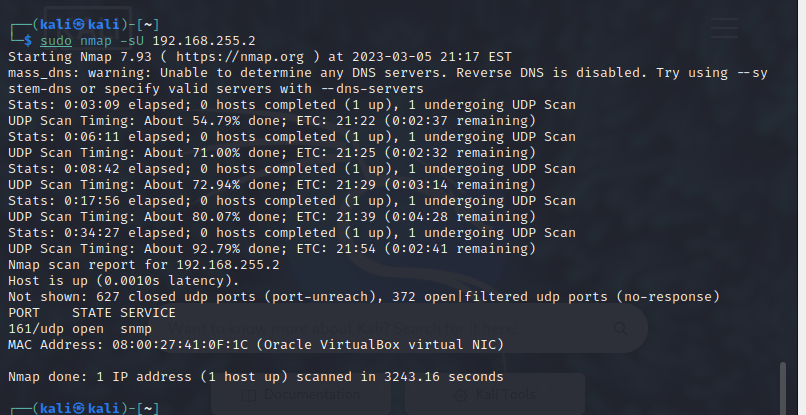 ┌──(kali㉿kali)-[~]
└─$ sudo nmap -sU 192.168.255.2
Starting Nmap 7.93 ( https://nmap.org ) at 2023-03-05 21:17 EST
mass_dns: warning: Unable to determine any DNS servers. Reverse DNS is disabled. Try using --sy
stem-dns or specify valid servers with --dns-servers
Stats: 0:03:09 elapsed; 0 hosts completed (1 up), 1 undergoing UDP Scan
UDP Scan Timing: About 54.79% done; ETC: 21:22 (0:02:37 remaining)
Stats: 0:06:11 elapsed; 0 hosts completed (1 up), 1 undergoing UDP Scan
UDP Scan Timing: About 71.00% done; ETC: 21:25 (0:02:32 remaining)
Stats: 0:08:42 elapsed; 0 hosts completed (1 up), 1 undergoing UDP Scan
UDP Scan Timing: About 72.94% done; ETC: 21:29 (0:03:14 remaining)
Stats: 0:17:56 elapsed; 0 hosts completed (1 up), 1 undergoing UDP Scan
UDP Scan Timing: About 80.07% done; ETC: 21:39 (0:04:28 remaining)
Stats: 0:34:27 elapsed; 0 hosts completed (1 up), 1 undergoing UDP Scan
UDP Scan Timing: About 92.79% done; ETC: 21:54 (0:02:41 remaining)
Nmap scan report for 192.168.255.2
Host is up (0.0010s latency).
Not shown: 627 closed udp ports (port-unreach), 372 open|filtered udp ports (no-response)
PORT    STATE SERVICE
161/udp open  snmp
MAC Address: 08:00:27:41:0F:1C (Oracle VirtualBox virtual NIC)
Nmap done: 1 IP address (1 host up) scanned in 3243.16 seconds
Documentation
Kali Tools
┌──(kali㉿kali)-[~]